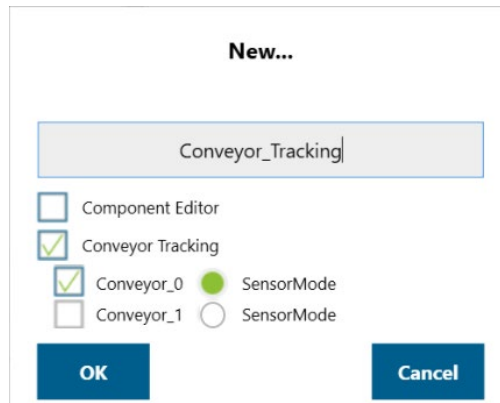 New...
Conveyor_Tracking
Component Editor
Conveyor Tracking
Conveyor_0 SensorMode
Conveyor_1 SensorMode
OK Cancel